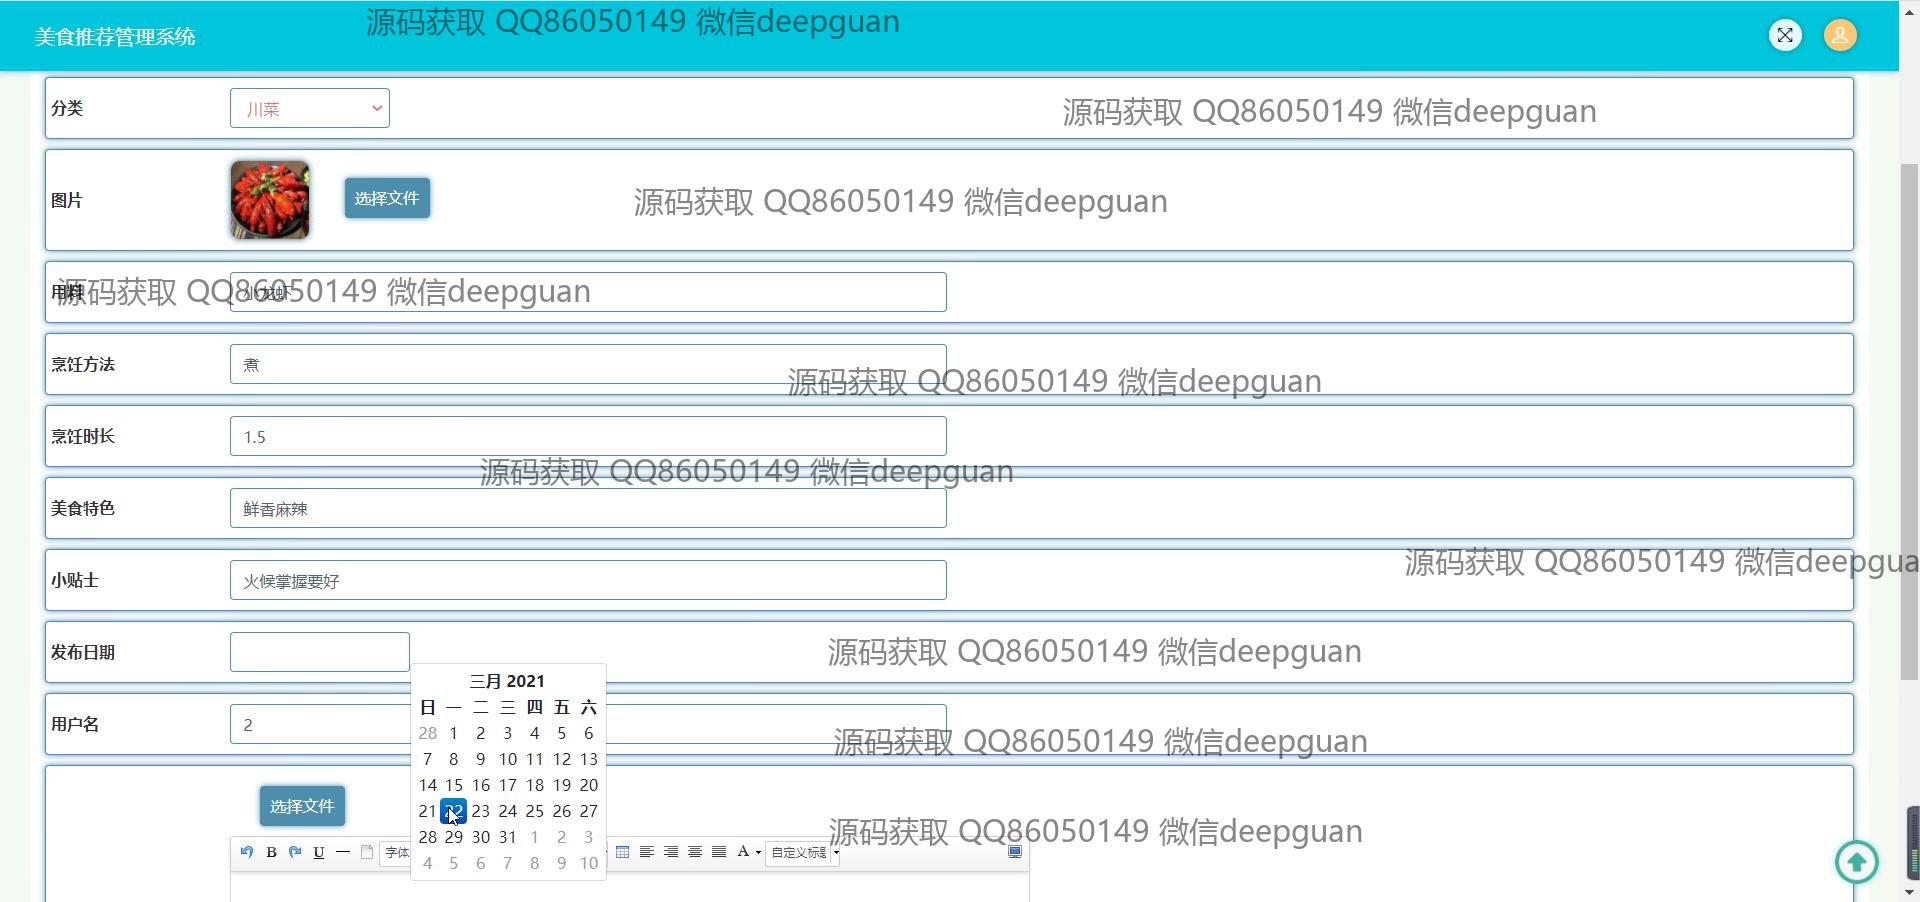 源码获取 QQ86050149 微信deepguan
美食推荐管理系统
分类
川菜
源码获取 QQ86050149 微信deepguan
图片
选择文件
源码获取 QQ86050149 微信deepguan
用料
小龙虾
源码获取 QQ86050149 微信deepguan
烹饪方法
煮
源码获取 QQ86050149 微信deepguan
烹饪时长
1.5
源码获取 QQ86050149 微信deepguan
美食特色
鲜香麻辣
源码获取 QQ86050149 微信deepgua
小贴士
火候掌握要好
发布日期
源码获取 QQ86050149 微信deepguan
三月 2021
日 一 二 三 四 五 六
28 1 2 3 4 5 6
7 8 9 10 11 12 13
14 15 16 17 18 19 20
21 22 23 24 25 26 27
28 29 30 31 1 2 3
4 5 6 7 8 9 10
用户名
2
源码获取 QQ86050149 微信deepguan
选择文件
源码获取 QQ86050149 微信deepguan
B U 字体 A 自定义标题